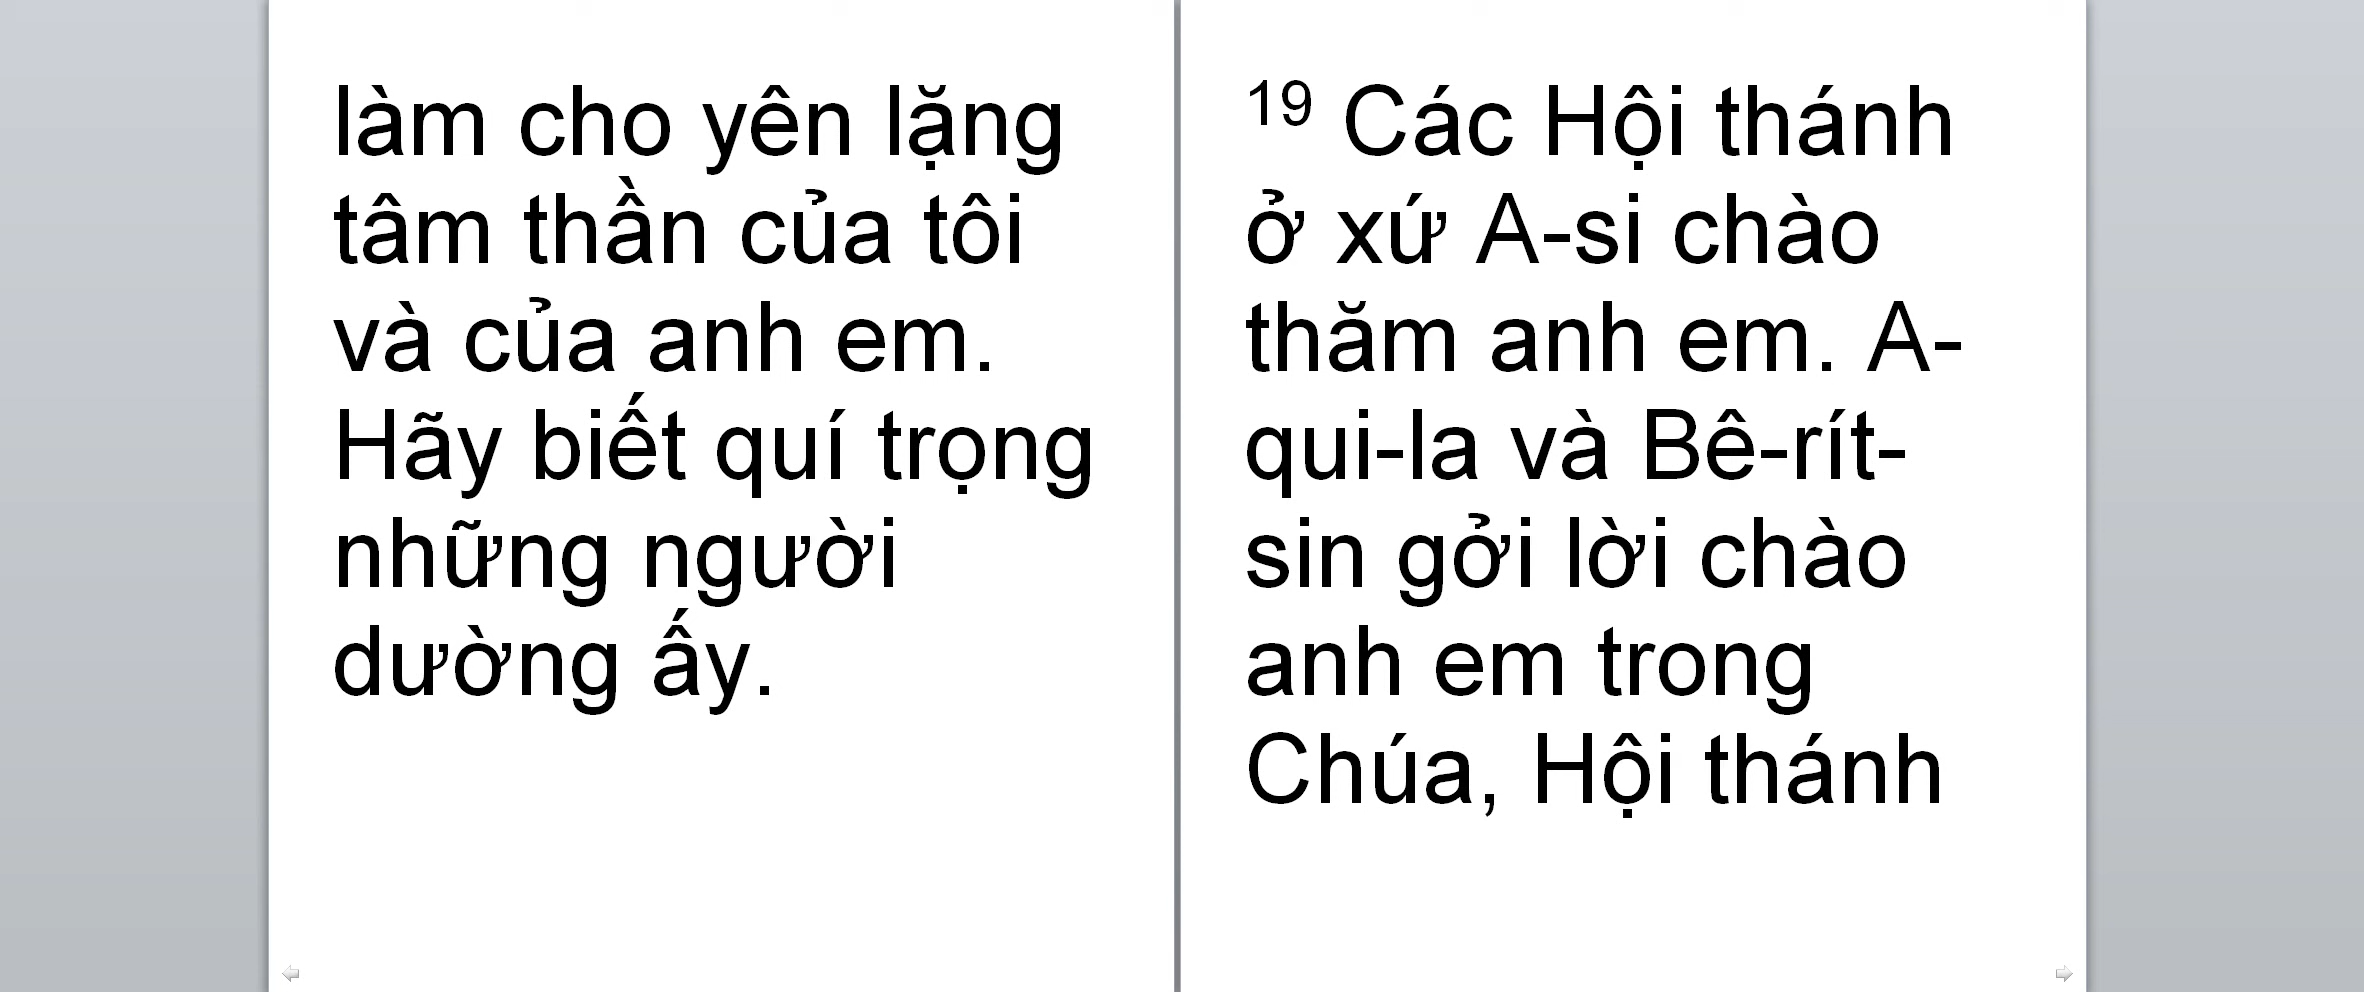 làm cho yên lặng
tâm thần của tôi
và của anh em.
Hãy biết quí trọng
những người
dường ấy.
19 Các Hội thánh
ở xứ A-si chào
thăm anh em. A-
qui-la và Bê-rít-
sin gởi lời chào
anh em trong
Chúa, Hội thánh